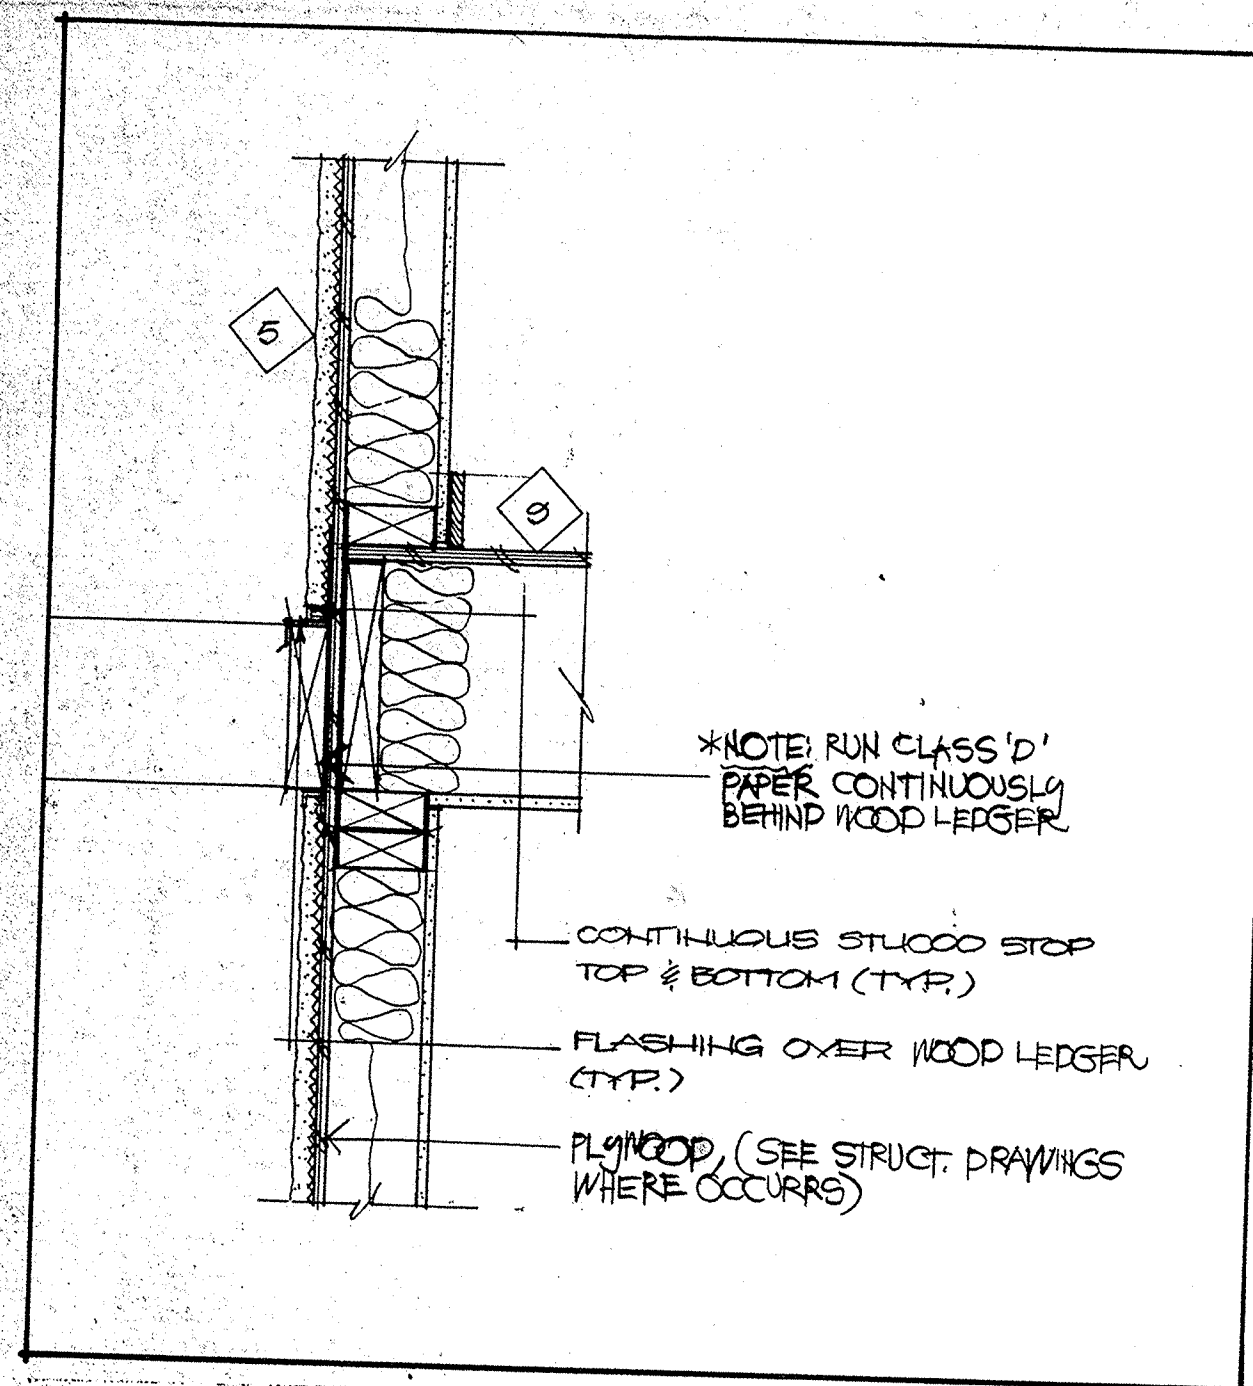 5
9
*NOTE: RUN CLASS 'D'
PAPER CONTINUOUSLY
BEHIND WOOD LEDGER
CONTINUOUS STUCCO STOP
TOP & BOTTOM (TYP.)
FLASHING OVER WOOD LEDGER
(TYP.)
PLYWOOD, (SEE STRUCT. DRAWINGS
WHERE OCCURRS)